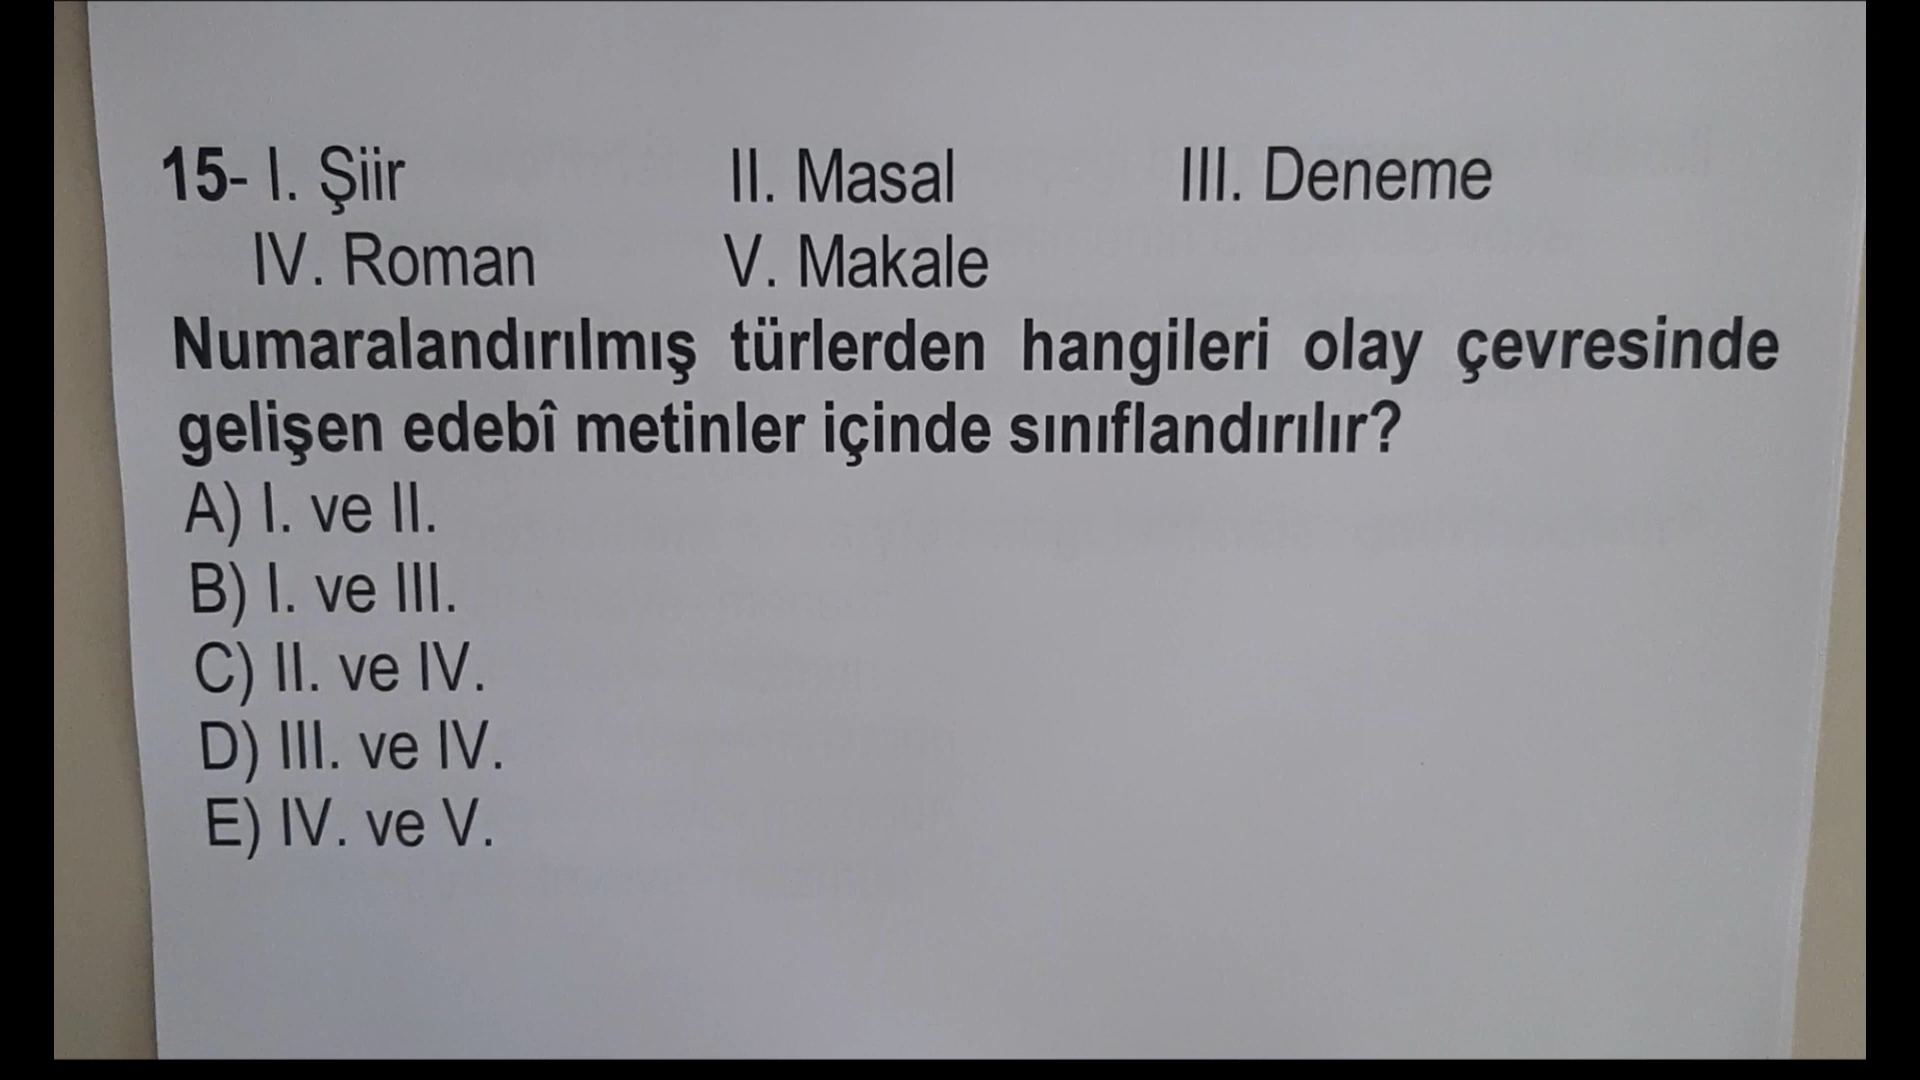 15- I. Şiir II. Masal III. Deneme
IV. Roman V. Makale
Numaralandırılmış türlerden hangileri olay çevresinde
gelişen edebî metinler içinde sınıflandırılır?
A) I. ve II.
B) I. ve III.
C) II. ve IV.
D) III. ve IV.
E) IV. ve V.